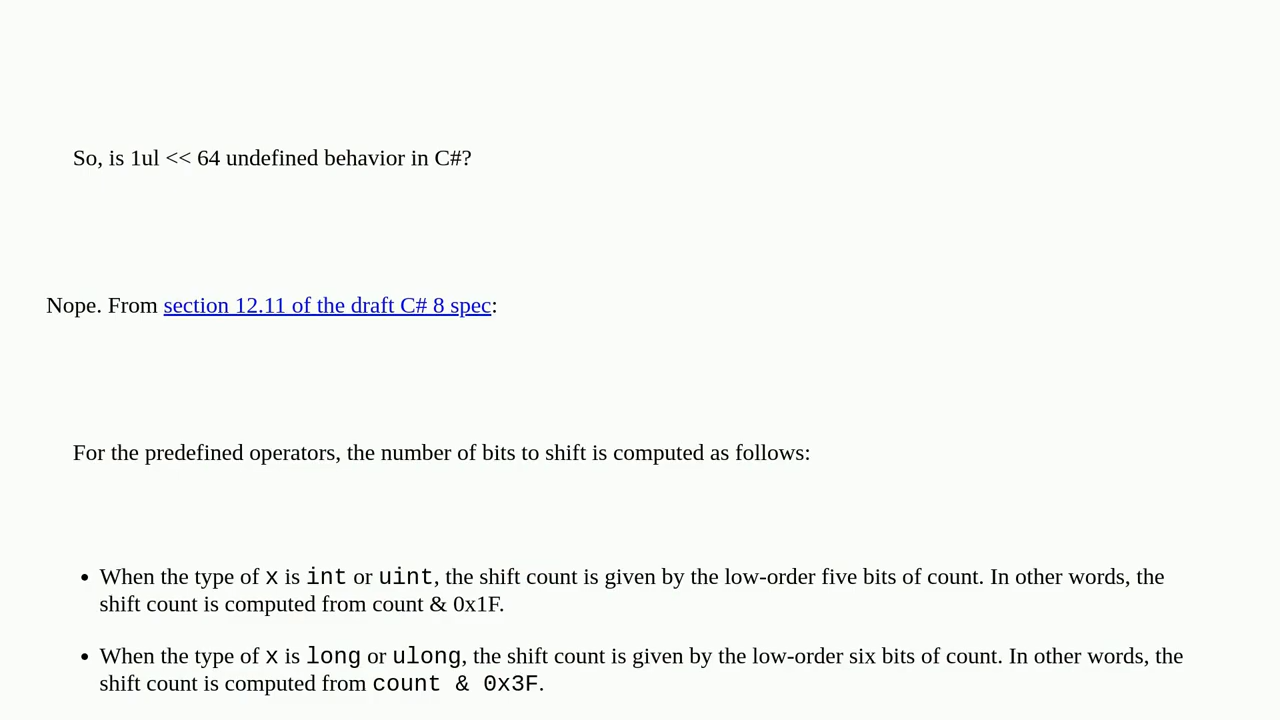 So, is 1ul << 64 undefined behavior in C#?
Nope. From section 12.11 of the draft C# 8 spec:
For the predefined operators, the number of bits to shift is computed as follows:
• When the type of x is int or uint, the shift count is given by the low-order five bits of count. In other words, the
shift count is computed from count & 0x1F.
• When the type of x is long or ulong, the shift count is given by the low-order six bits of count. In other words, the
shift count is computed from count & 0x3F.